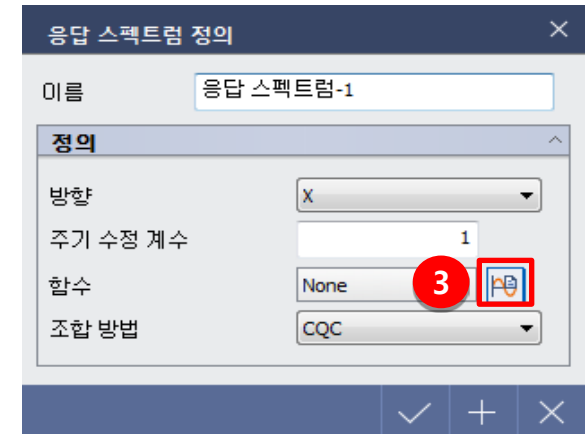 응답 스펙트럼 정의
이름 응답 스펙트럼-1
정의
방향 X
주기 수정 계수 1
함수 None 3
조합 방법 CQC